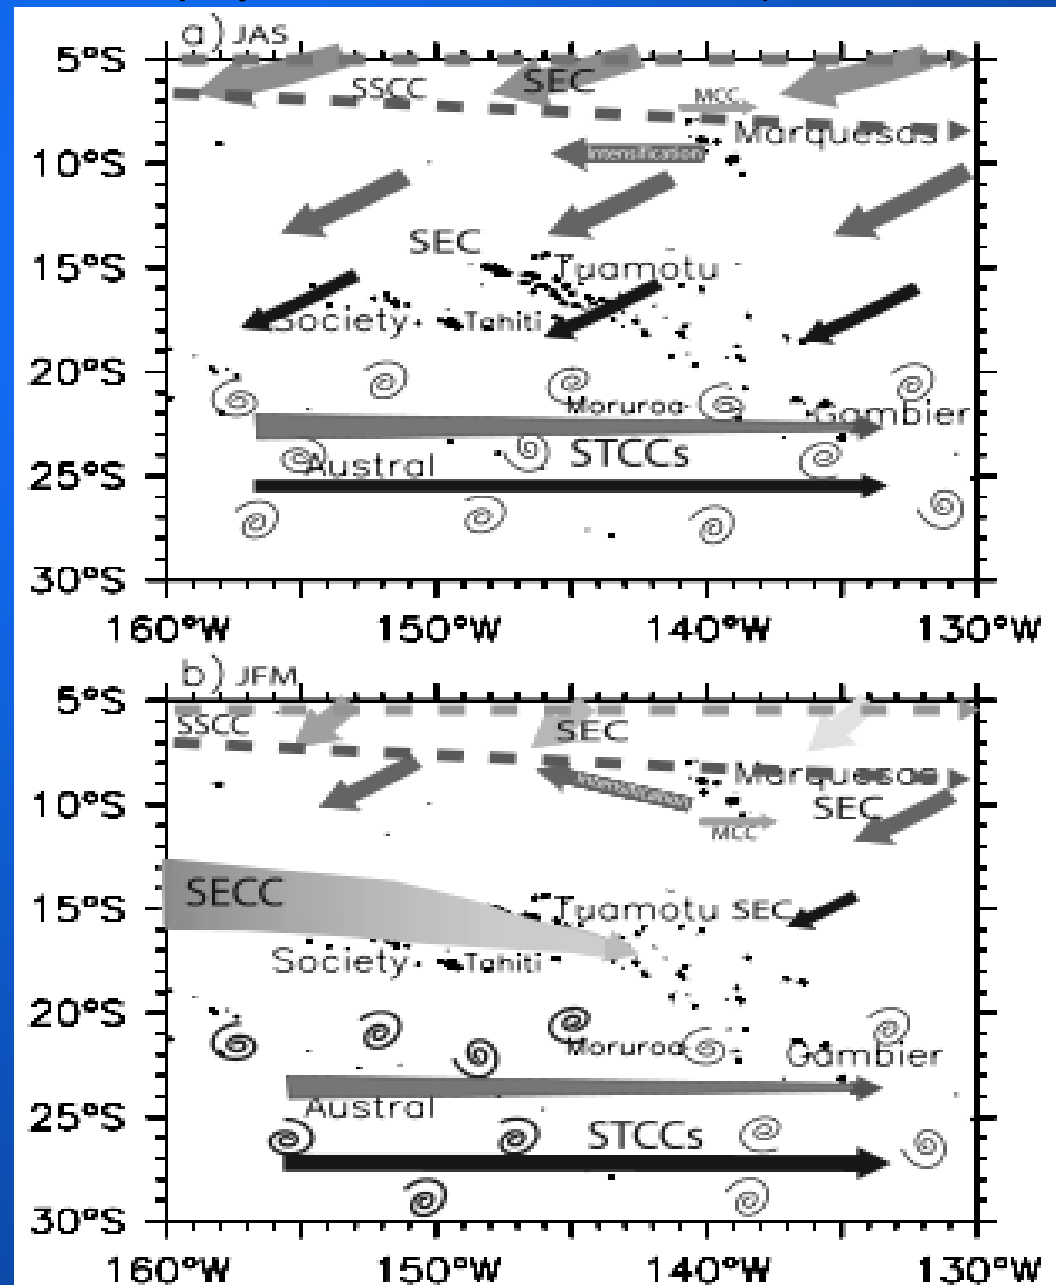 a) JAS
5°S
SSCC
SEC
MCC
Marquesas
10°S
Intensification
SEC
15°S
Tuamotu
Society
Tahiti
20°S
Moruroa
Gambier
STCCs
25°S
Austral
30°S
160°W 150°W 140°W 130°W
b) JFM
5°S
SSCC
SEC
Marquesas
10°S
Intensification
SEC
MCC
SECC
15°S
Tuamotu SEC
Society
Tahiti
20°S
Moruroa
Gambier
25°S
Austral
STCCs
30°S
160°W 150°W 140°W 130°W